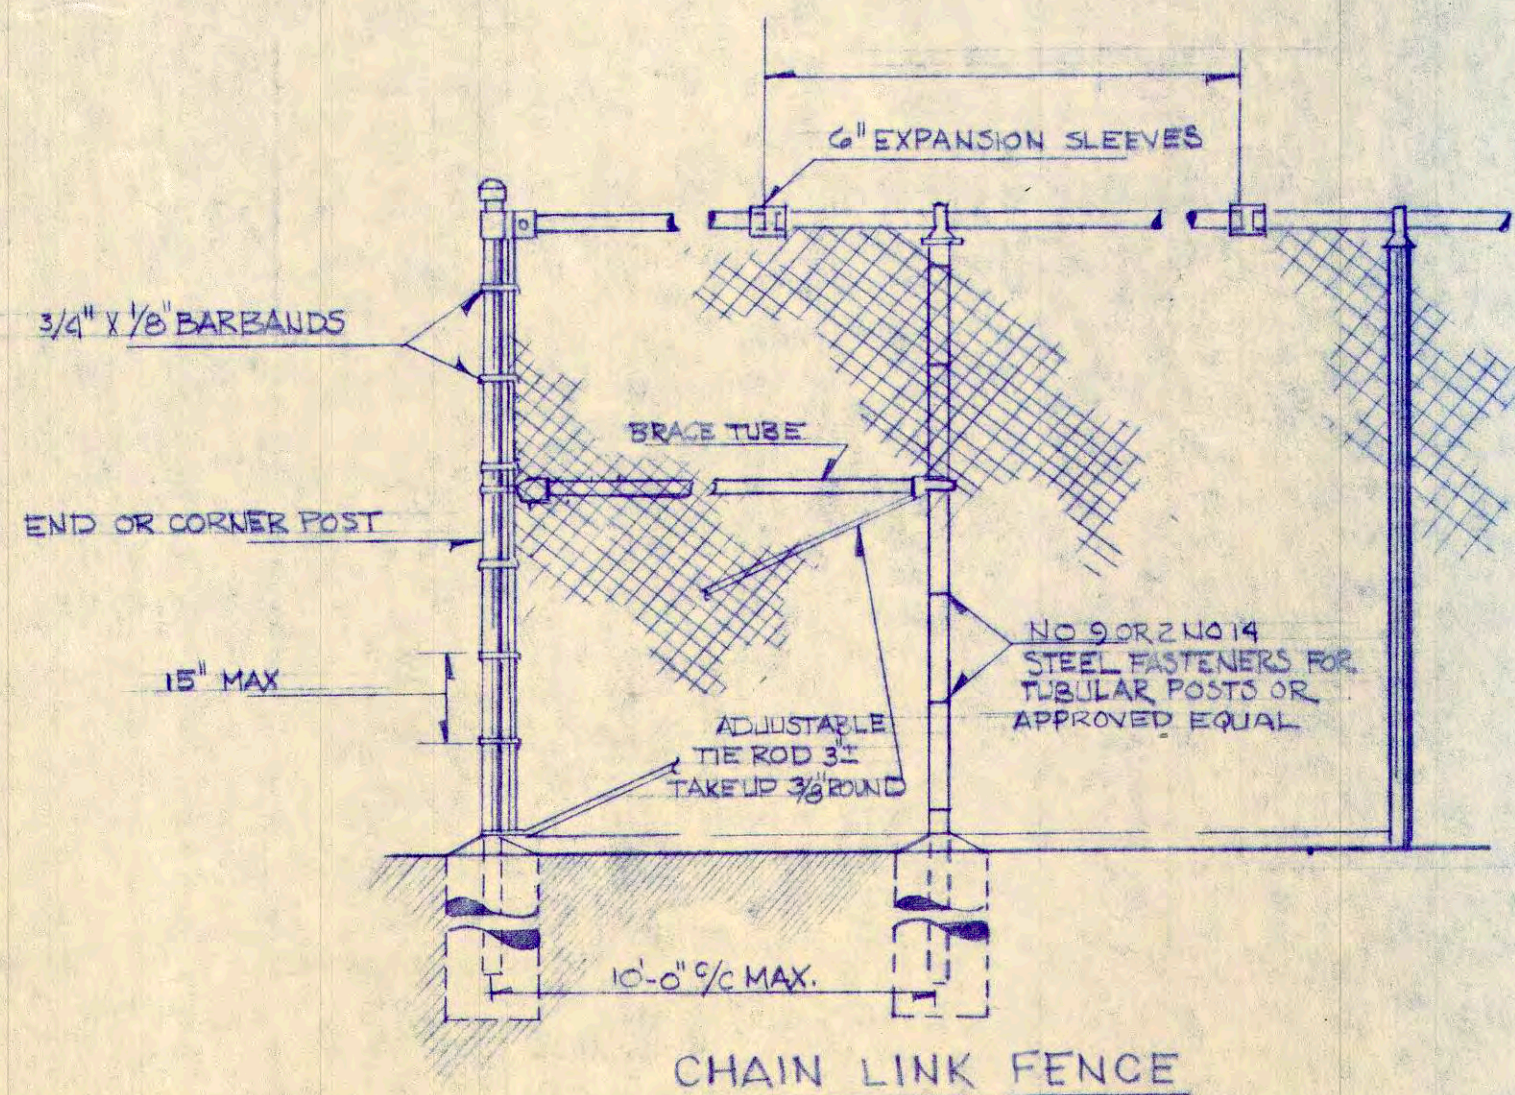 6" EXPANSION SLEEVES
3/4" X 1/8" BARBANDS
BRACE TUBE
END OR CORNER POST
NO 9 OR 2 NO 14
STEEL FASTENERS FOR
TUBULAR POSTS OR
APPROVED EQUAL
15" MAX
ADJUSTABLE
TIE ROD 3"±
TAKEUP 3/8" ROUND
10'-0" C/C MAX.
CHAIN LINK FENCE